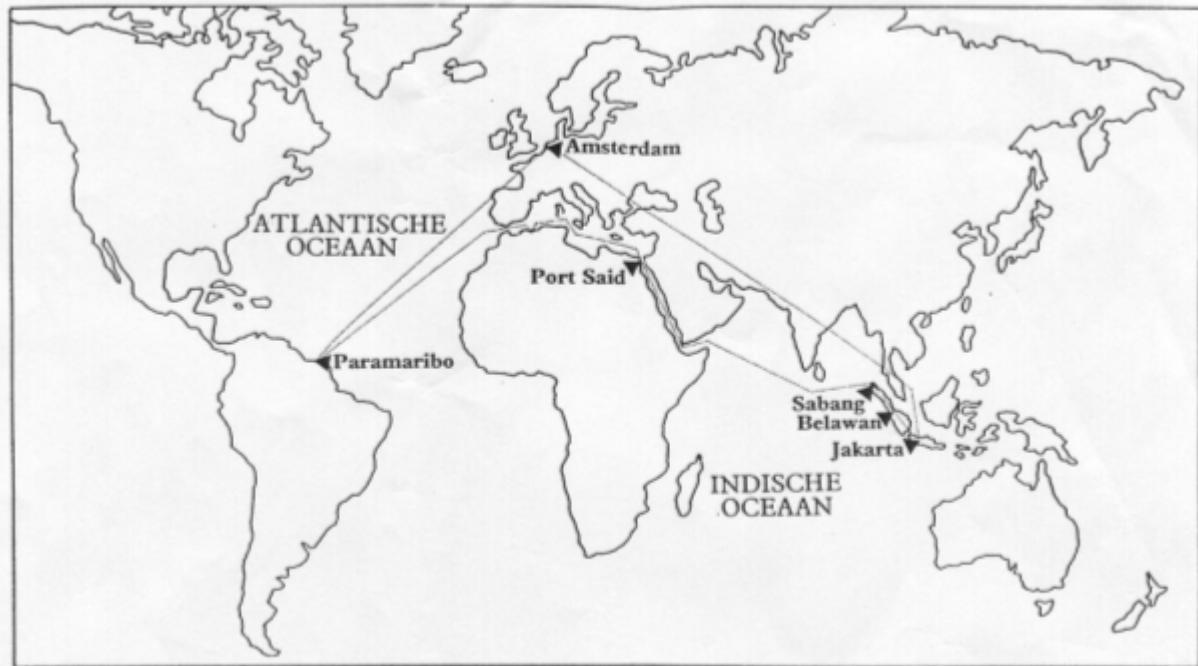 Amsterdam
ATLANTISCHE
OCEAAN
Port Said
Paramaribo
Sabang
Belawan
Jakarta
INDISCHE
OCEAAN